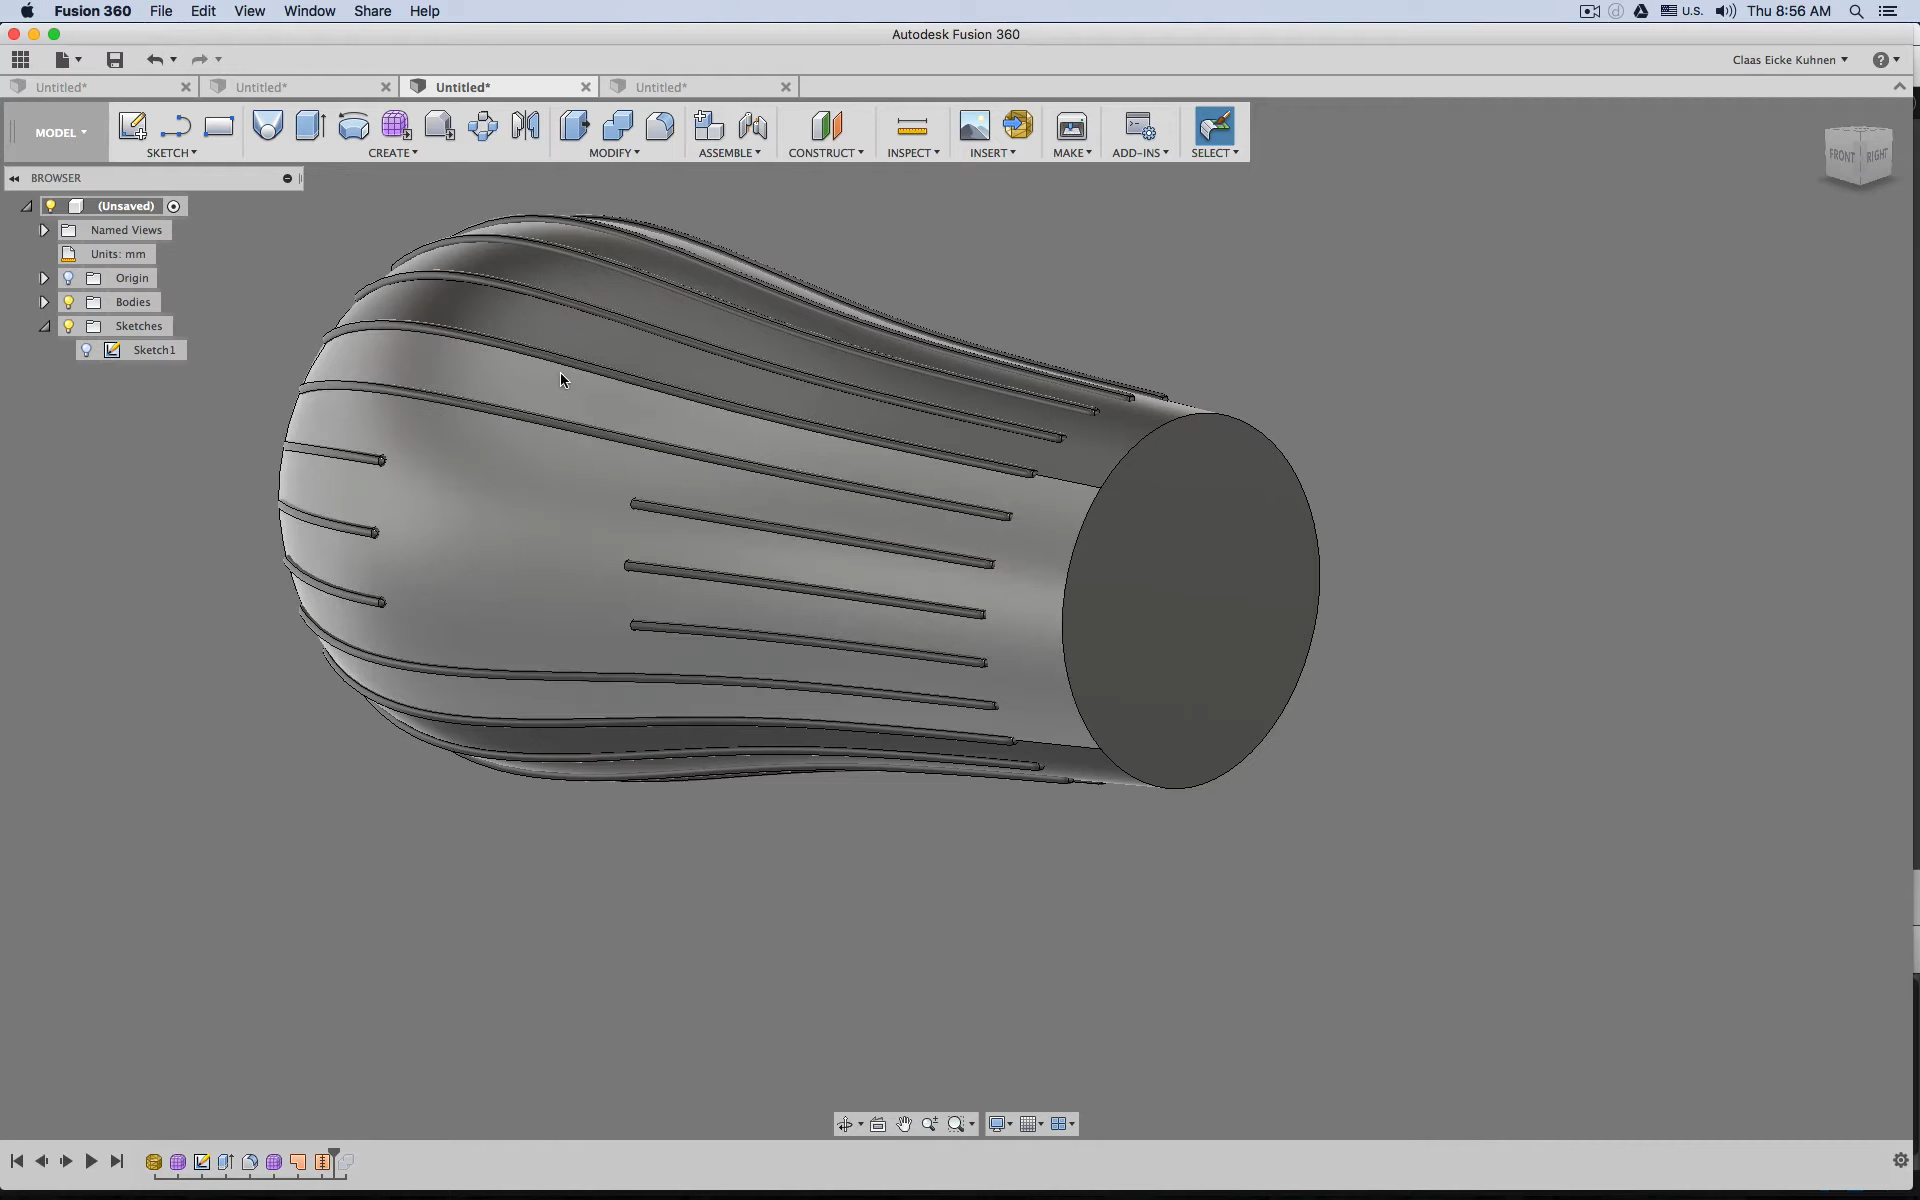 Fusion 360 File Edit View Window Share Help U.S. Thu 8:56 AM
Autodesk Fusion 360
Claas Eicke Kuhnen
Untitled* Untitled* Untitled* Untitled*
MODEL SKETCH CREATE MODIFY ASSEMBLE CONSTRUCT INSPECT INSERT MAKE ADD-INS SELECT
BROWSER
(Unsaved)
Named Views
Units: mm
Origin
Bodies
Sketches
Sketch1
FRONT RIGHT